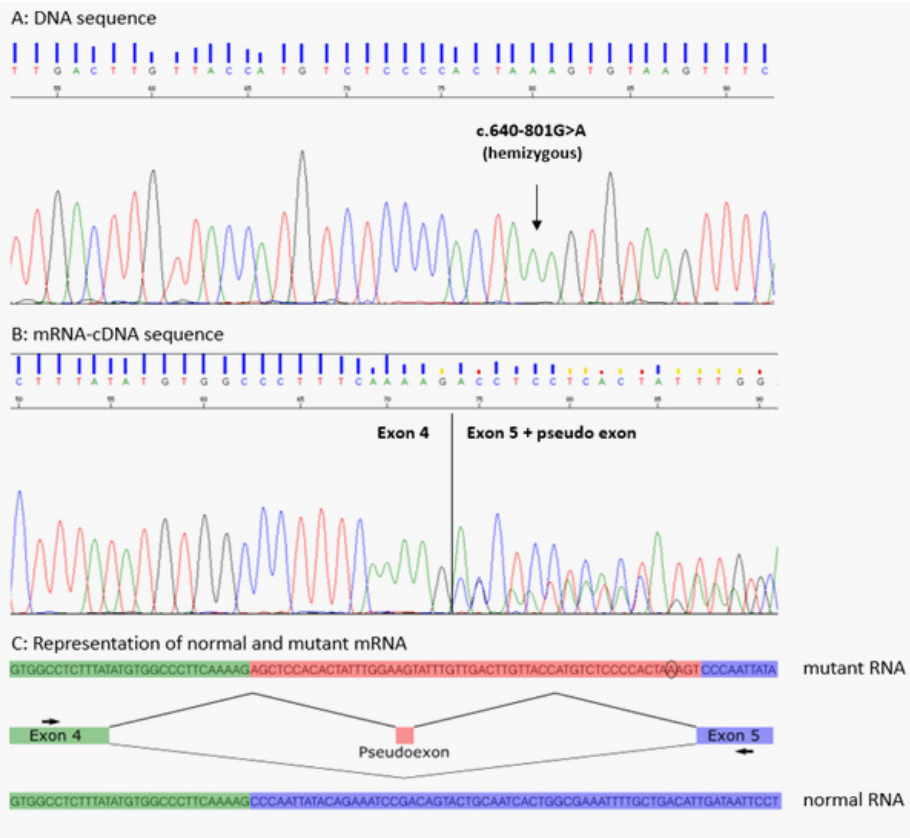 A: DNA sequence
T T G A C T T G T T A C C A T G T C T C C C C A C T A A A G T G T A A G T T T C
55 60 65 70 75 80 85 90
c.640-801G>A
(hemizygous)
B: mRNA-cDNA sequence
C T T T A T A T G T G G C C C T T T C A A A A G A C C T C C T C A C T A T T T G G
50 55 60 65 70 75 80 85 90
Exon 4 Exon 5 + pseudo exon
C: Representation of normal and mutant mRNA
GTGGCCTCTTTATATGTGGCCCTTCAAAAGAGCTCCACACTATTTGGAAGTATTTGTTGACTTGTTACCATGTCTCCCCACTAAAGTCCCAATTATA mutant RNA
Exon 4 Pseudoexon Exon 5
GTGGCCTCTTTATATGTGGCCCTTCAAAAGCCCAATTATACAGAAATCCGACAGTACTGCAATCACTGGCGAAATTTTGCTGACATTGATAATTCCT normal RNA